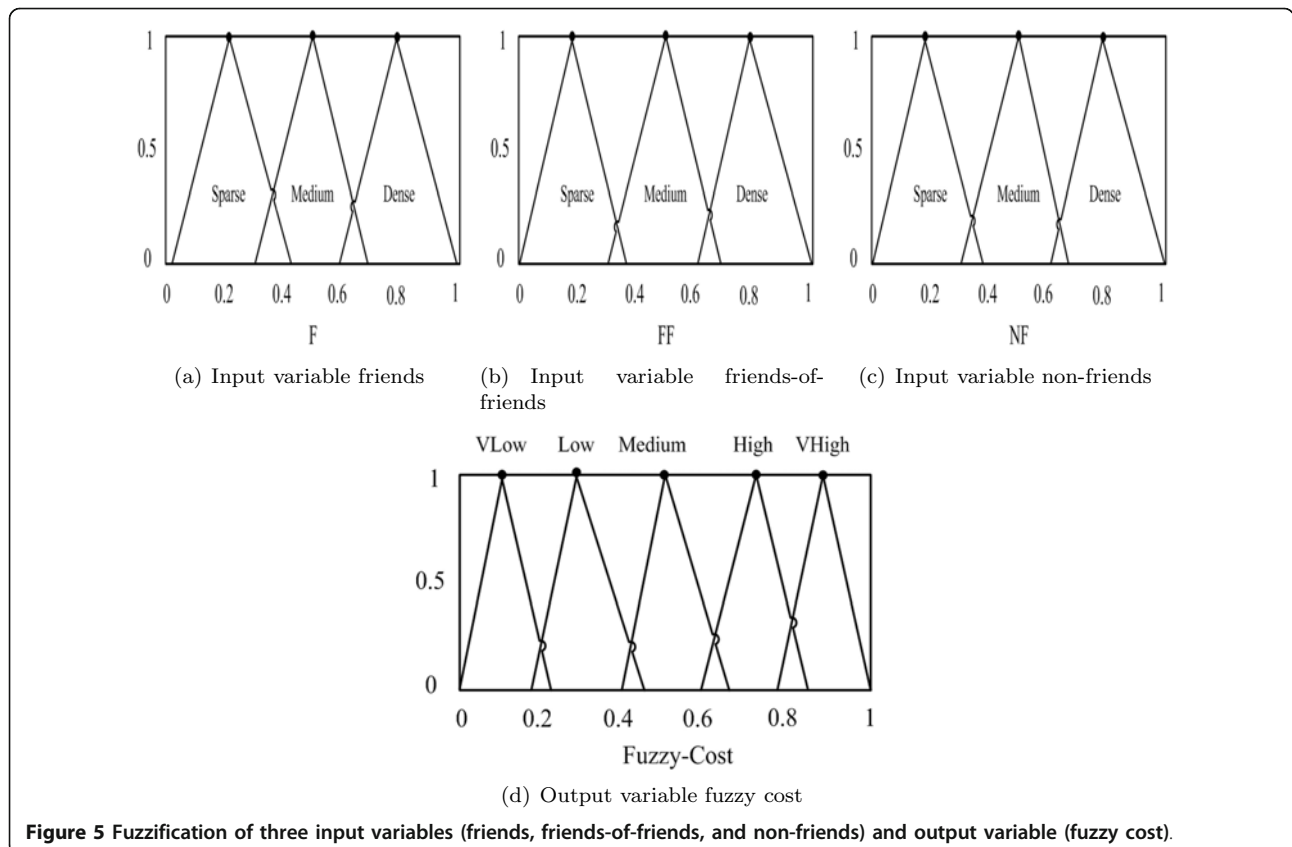 1 1 1
0.5 0.5 0.5
Sparse Medium Dense Sparse Medium Dense Sparse Medium Dense
0 0 0
0 0.2 0.4 0.6 0.8 1 0 0.2 0.4 0.6 0.8 1 0 0.2 0.4 0.6 0.8 1
F FF NF
(a) Input variable friends (b) Input variable friends-of- (c) Input variable non-friends
friends
VLow Low Medium High VHigh
1
0.5
0
0 0.2 0.4 0.6 0.8 1
Fuzzy-Cost
(d) Output variable fuzzy cost
Figure 5 Fuzzification of three input variables (friends, friends-of-friends, and non-friends) and output variable (fuzzy cost).